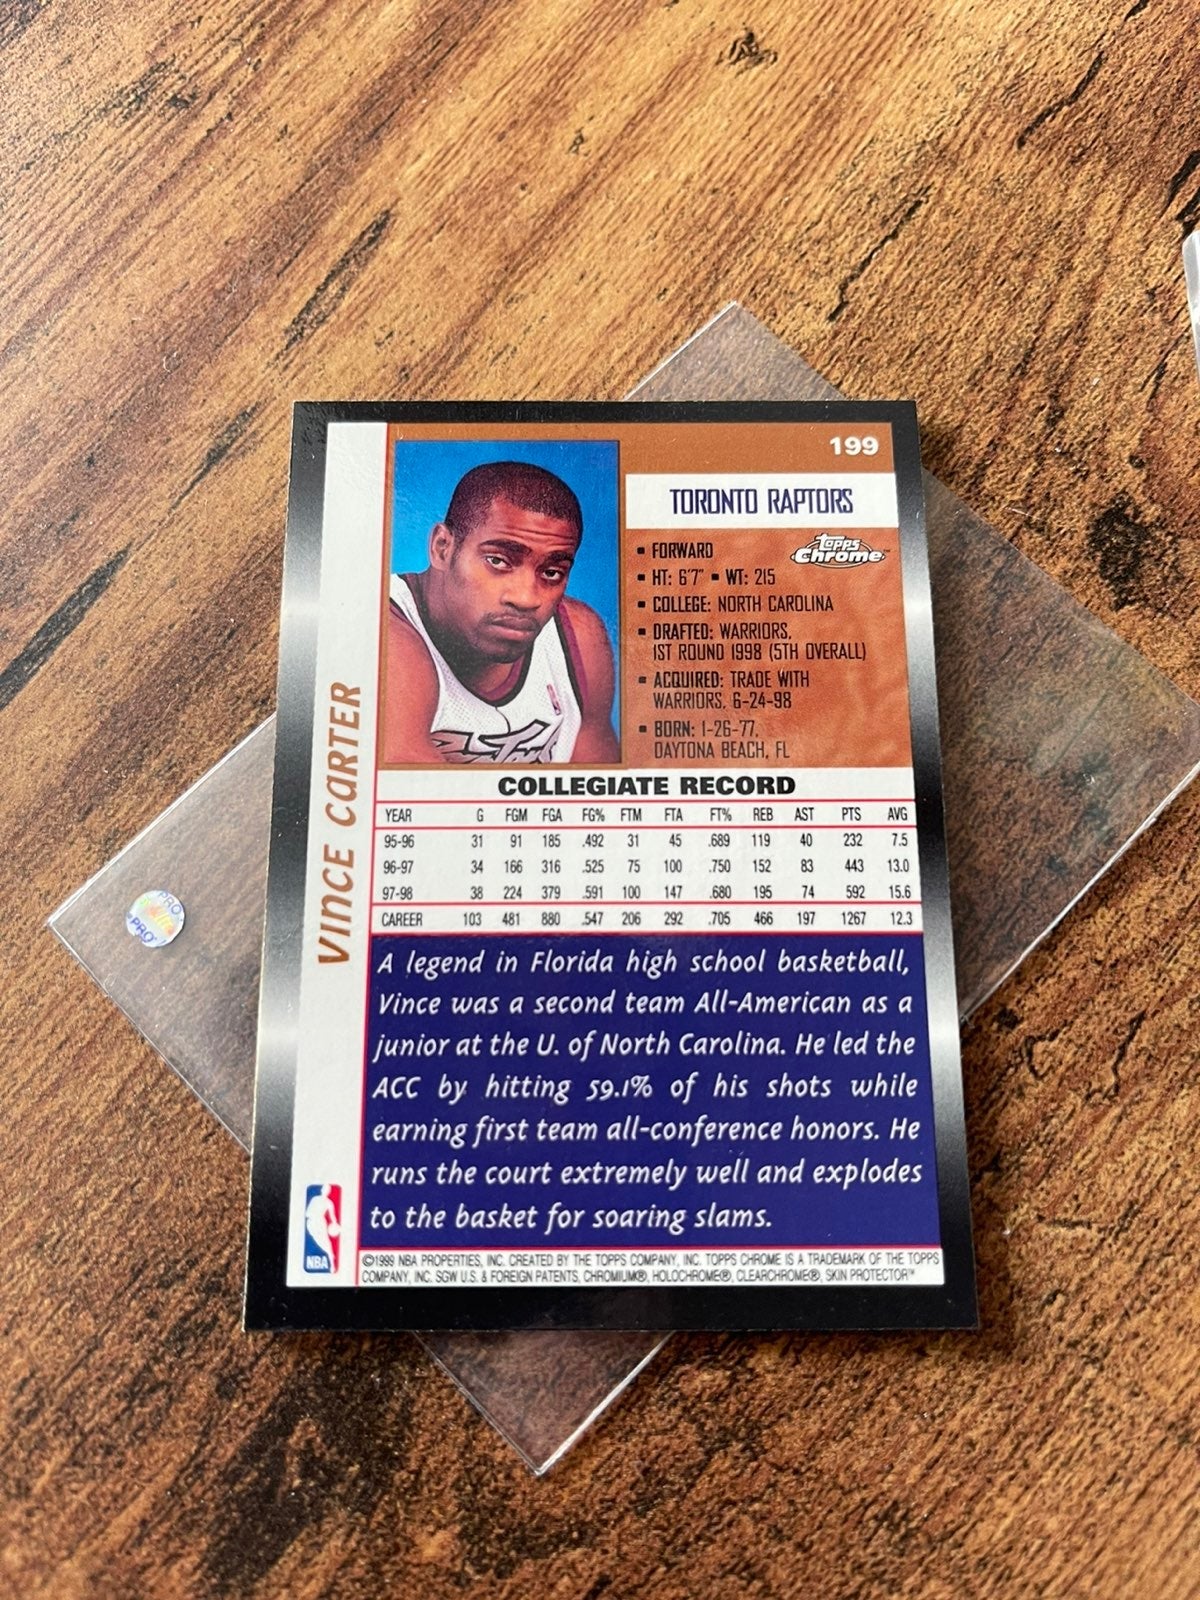 199
TORONTO RAPTORS
Topps
Chrome™
▪ FORWARD
▪ HT: 6'7" ▪ WT: 215
▪ COLLEGE: NORTH CAROLINA
▪ DRAFTED: WARRIORS,
1ST ROUND 1998 (5TH OVERALL)
▪ ACQUIRED: TRADE WITH
WARRIORS, 6-24-98
▪ BORN: 1-26-77,
DAYTONA BEACH, FL
VINCE CARTER
COLLEGIATE RECORD
YEAR G FGM FGA FG% FTM FTA FT% REB AST PTS AVG
95-96 31 91 185 .492 31 45 .689 119 40 232 7.5
96-97 34 166 316 .525 75 100 .750 152 83 443 13.0
97-98 38 224 379 .591 100 147 .680 195 74 592 15.6
CAREER 103 481 880 .547 206 292 .705 466 197 1267 12.3
A legend in Florida high school basketball,
Vince was a second team All-American as a
junior at the U. of North Carolina. He led the
ACC by hitting 59.1% of his shots while
earning first team all-conference honors. He
runs the court extremely well and explodes
to the basket for soaring slams.
NBA
©1999 NBA PROPERTIES, INC. CREATED BY THE TOPPS COMPANY, INC. TOPPS CHROME IS A TRADEMARK OF THE TOPPS
COMPANY, INC. SGW U.S. & FOREIGN PATENTS, CHROMIUM®, HOLOCHROME®, CLEARCHROME®, SKIN PROTECTOR™
PRO
PRO